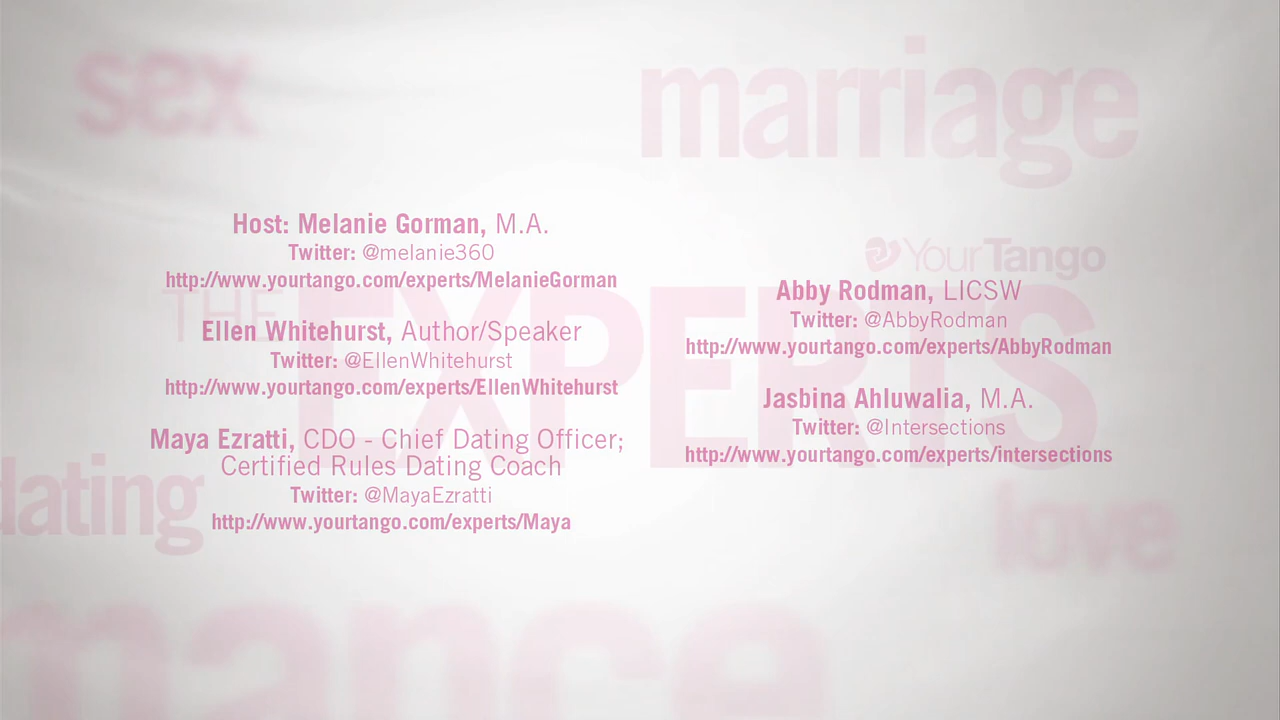 sex
marriage
Host: Melanie Gorman, M.A.
Twitter: @melanie360
http://www.yourtango.com/experts/MelanieGorman
Ellen Whitehurst, Author/Speaker
Twitter: @EllenWhitehurst
http://www.yourtango.com/experts/EllenWhitehurst
Maya Ezratti, CDO - Chief Dating Officer;
Certified Rules Dating Coach
Twitter: @MayaEzratti
http://www.yourtango.com/experts/Maya
YourTango
Abby Rodman, LICSW
Twitter: @AbbyRodman
http://www.yourtango.com/experts/AbbyRodman
Jasbina Ahluwalia, M.A.
Twitter: @Intersections
http://www.yourtango.com/experts/intersections
THE EXPERTS
dating
love
mance